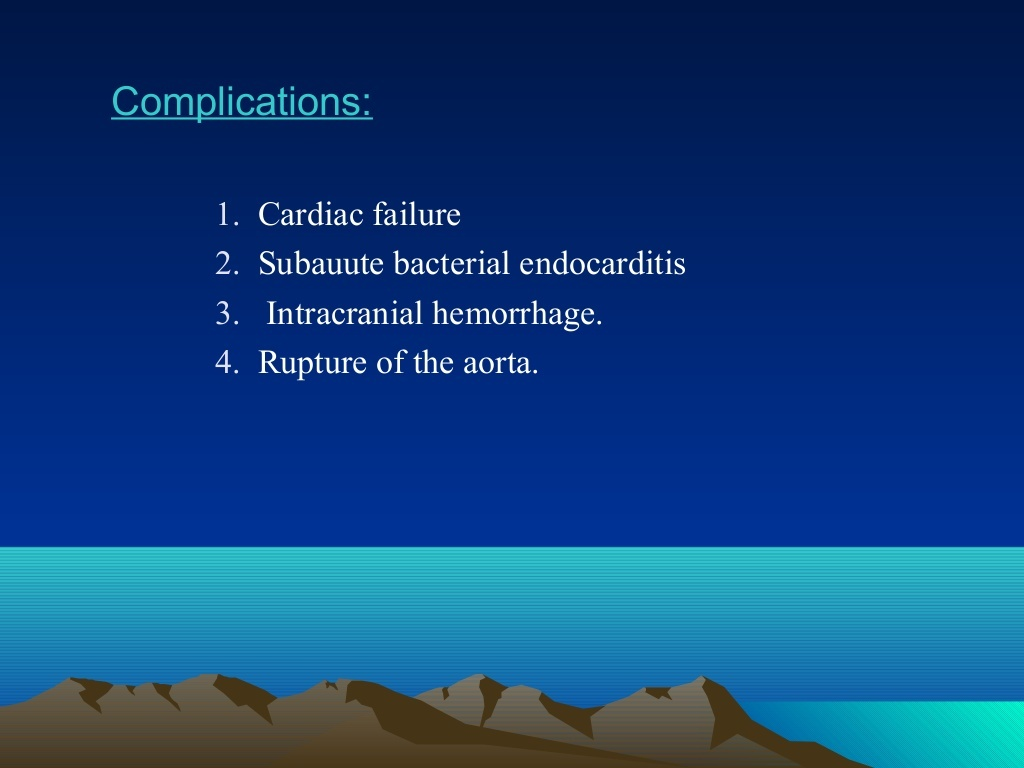 Complications:
1. Cardiac failure
2. Subauute bacterial endocarditis
3. Intracranial hemorrhage.
4. Rupture of the aorta.